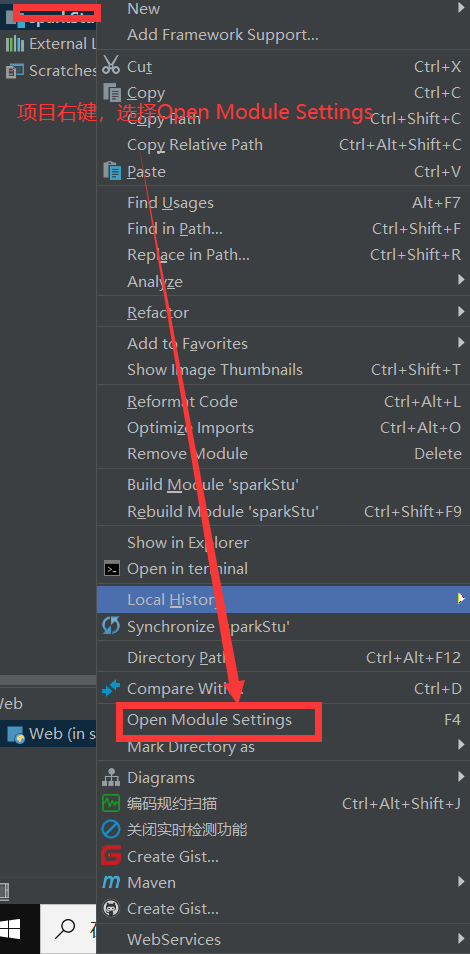 New
sparkStu
Add Framework Support...
External L
Cut Ctrl+X
Scratches
Copy Ctrl+C
项目右键，选择Open Module Settings
Copy Path Ctrl+Shift+C
Copy Relative Path Ctrl+Alt+Shift+C
Paste Ctrl+V
Find Usages Alt+F7
Find in Path... Ctrl+Shift+F
Replace in Path... Ctrl+Shift+R
Analyze
Refactor
Add to Favorites
Show Image Thumbnails Ctrl+Shift+T
Reformat Code Ctrl+Alt+L
Optimize Imports Ctrl+Alt+O
Remove Module Delete
Build Module 'sparkStu'
Rebuild Module 'sparkStu' Ctrl+Shift+F9
Show in Explorer
Open in terminal
Local History
Synchronize 'sparkStu'
Directory Path Ctrl+Alt+F12
Compare With... Ctrl+D
Web
Open Module Settings F4
Web (in s
Mark Directory as
Diagrams
编码规约扫描 Ctrl+Alt+Shift+J
关闭实时检测功能
Create Gist...
Maven
Create Gist...
WebServices